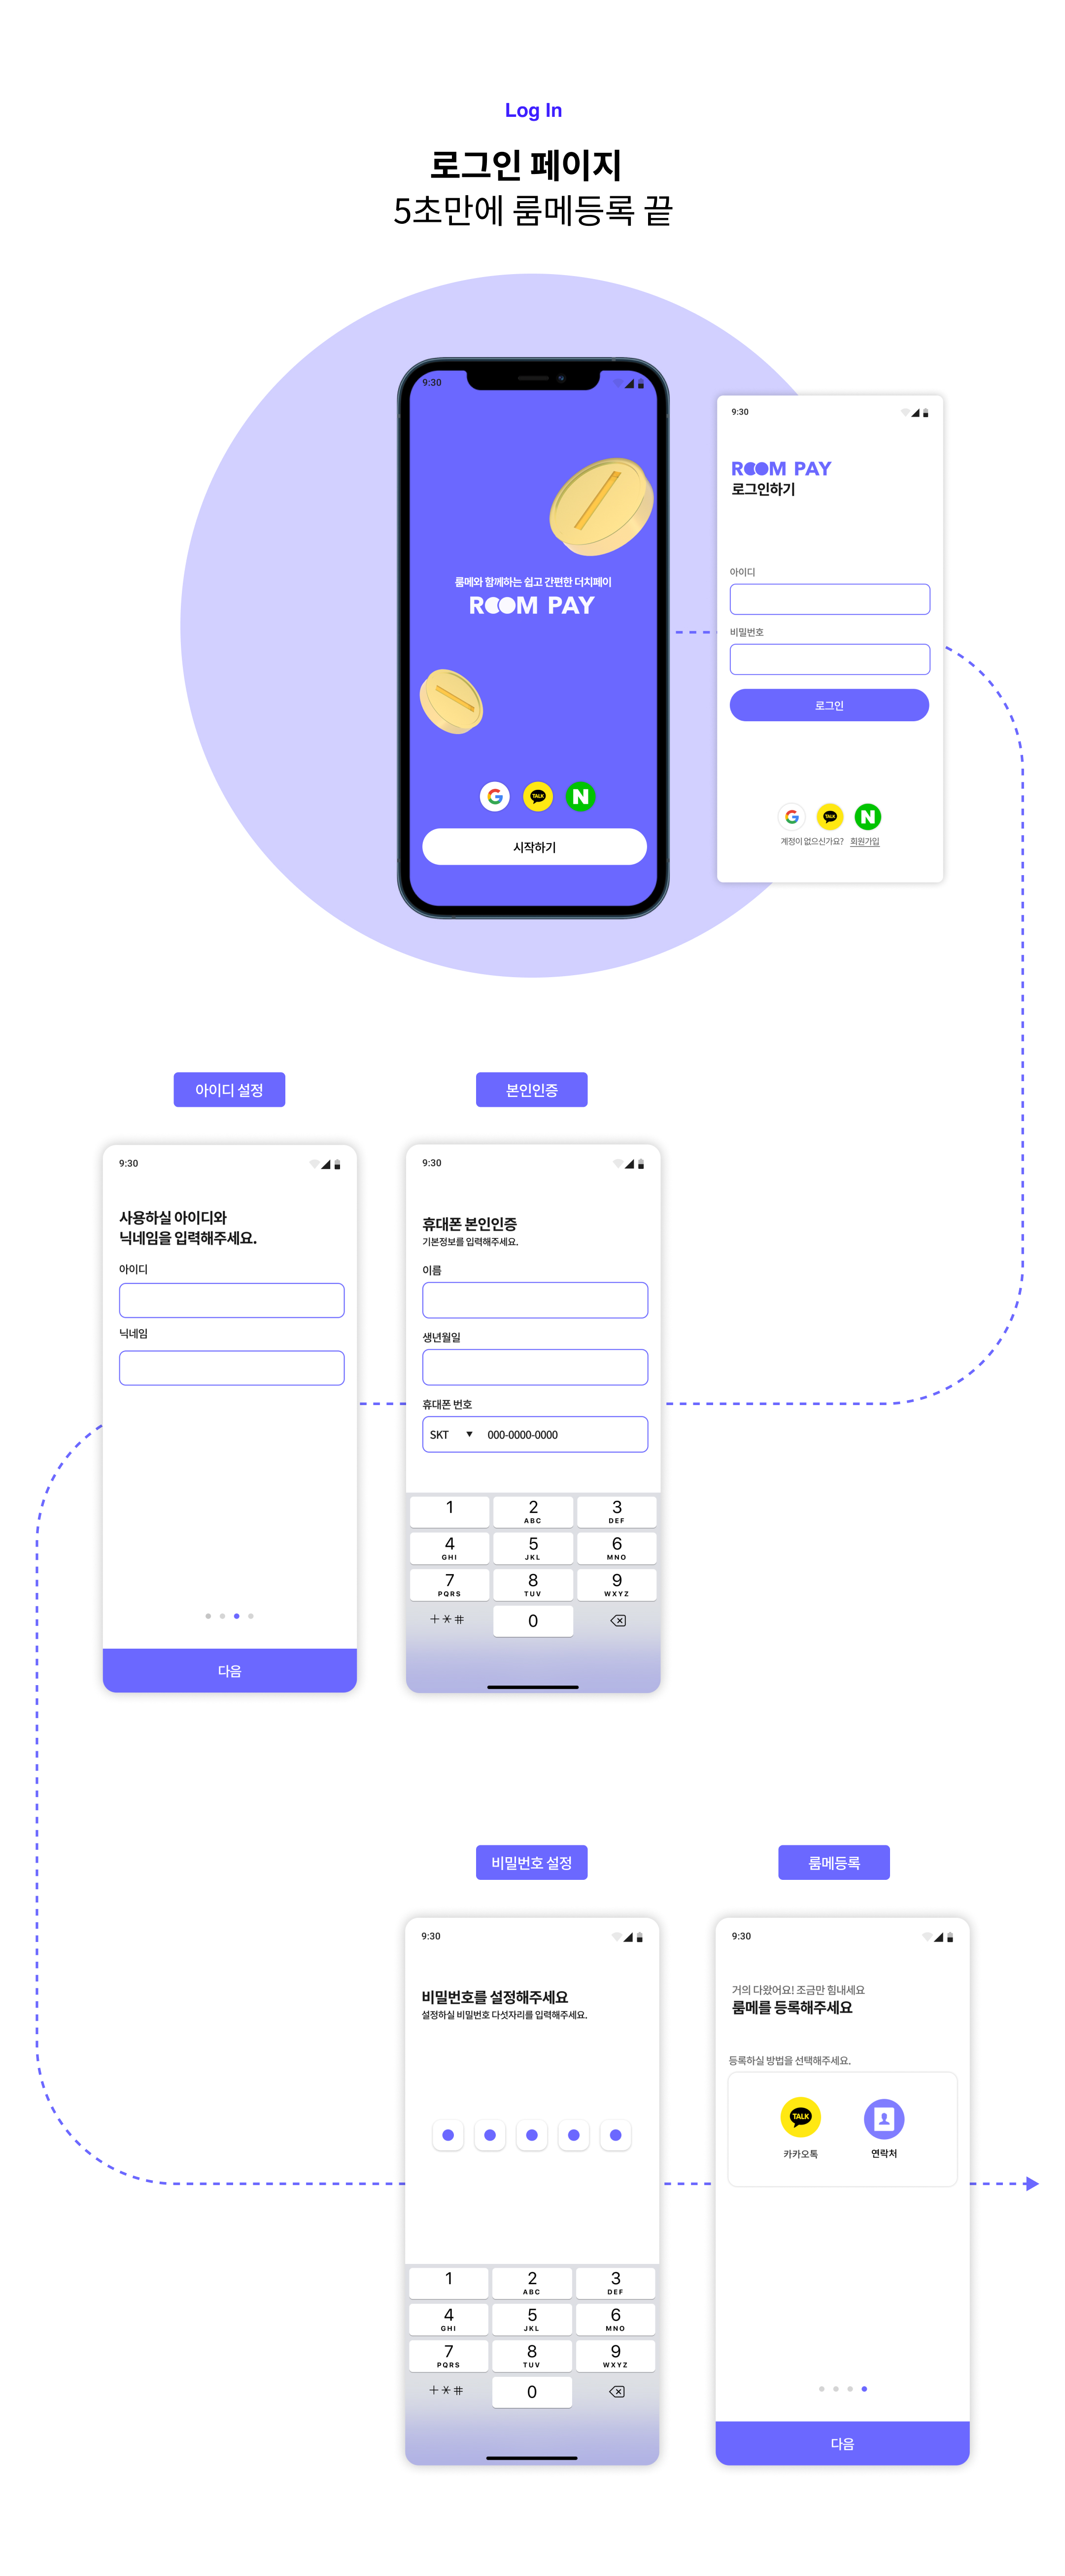 Log In
로그인 페이지
5초만에 룸메등록 끝
9:30
룸메와 함께하는 쉽고 간편한 더치페이
ROOM PAY
TALK
N
시작하기
9:30
ROOM PAY
로그인하기
아이디
비밀번호
로그인
TALK
N
계정이 없으신가요? 회원가입
아이디 설정
9:30
사용하실 아이디와
닉네임을 입력해주세요.
아이디
닉네임
다음
본인인증
9:30
휴대폰 본인인증
기본정보를 입력해주세요.
이름
생년월일
휴대폰 번호
SKT ▼ 000-0000-0000
1 2 3
ABC DEF
4 5 6
GHI JKL MNO
7 8 9
PQRS TUV WXYZ
+*# 0
비밀번호 설정
9:30
비밀번호를 설정해주세요
설정하실 비밀번호 다섯자리를 입력해주세요.
1 2 3
ABC DEF
4 5 6
GHI JKL MNO
7 8 9
PQRS TUV WXYZ
+*# 0
룸메등록
9:30
거의 다왔어요! 조금만 힘내세요
룸메를 등록해주세요
등록하실 방법을 선택해주세요.
TALK
카카오톡 연락처
다음